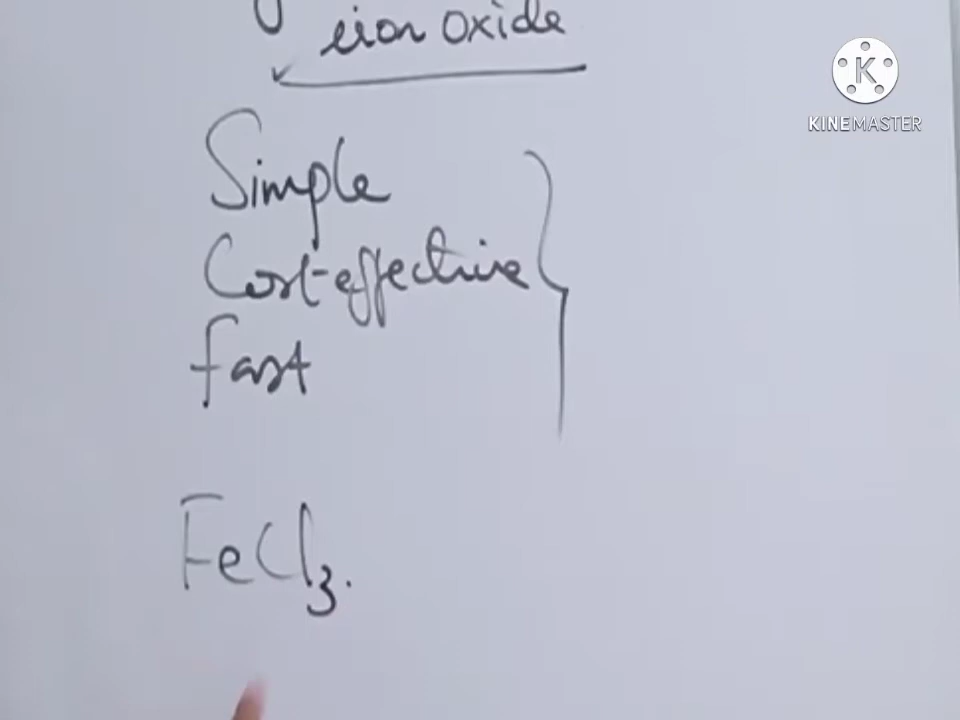 iron oxide
Simple
Cost-effective
fast
FeCl3.
K
KINEMASTER